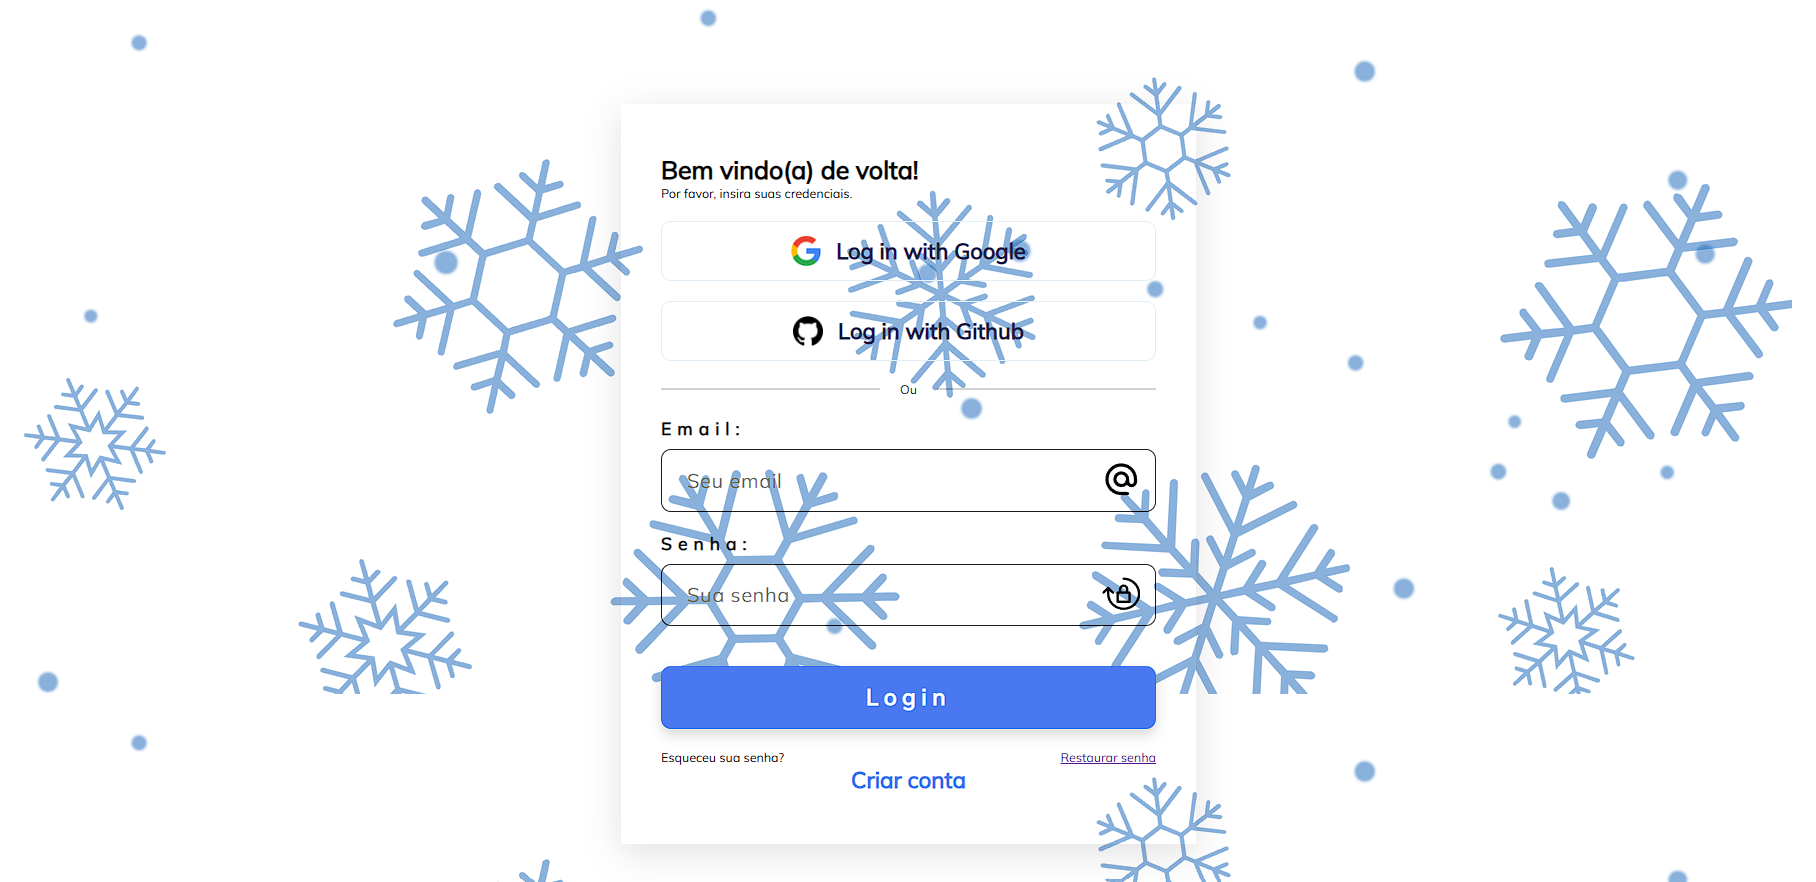 Bem vindo(a) de volta!
Por favor, insira suas credenciais.
Log in with Google
Log in with Github
Ou
Email:
Seu email
Senha:
Sua senha
Login
Esqueceu sua senha? Restaurar senha
Criar conta